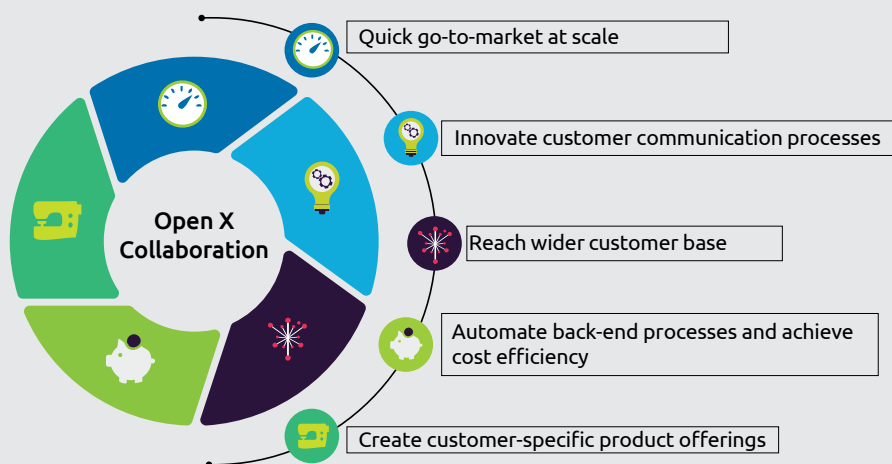 Quick go-to-market at scale
Innovate customer communication processes
Open X
Collaboration
Reach wider customer base
Automate back-end processes and achieve
cost efficiency
Create customer-specific product offerings